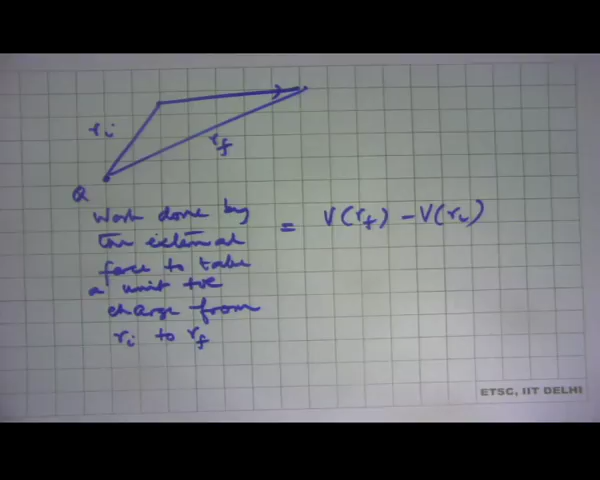 ri
rf
Q
Work done by
the external
force to take
a unit +ve
charge from
ri to rf
= V(rf) - V(ri)
ETSC, IIT DELHI